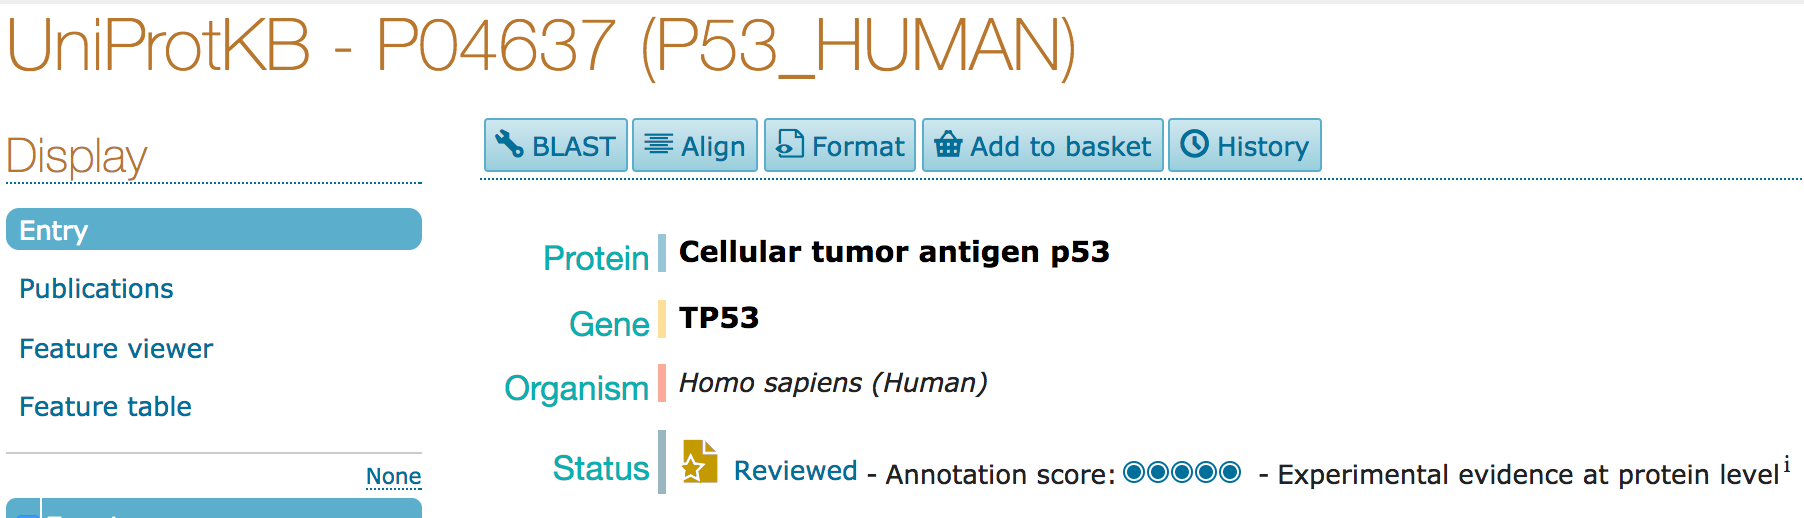 UniProtKB - P04637 (P53_HUMAN)
Display
Entry
Publications
Feature viewer
Feature table
None
BLAST Align Format Add to basket History
Protein Cellular tumor antigen p53
Gene TP53
Organism Homo sapiens (Human)
Status Reviewed - Annotation score: - Experimental evidence at protein level i